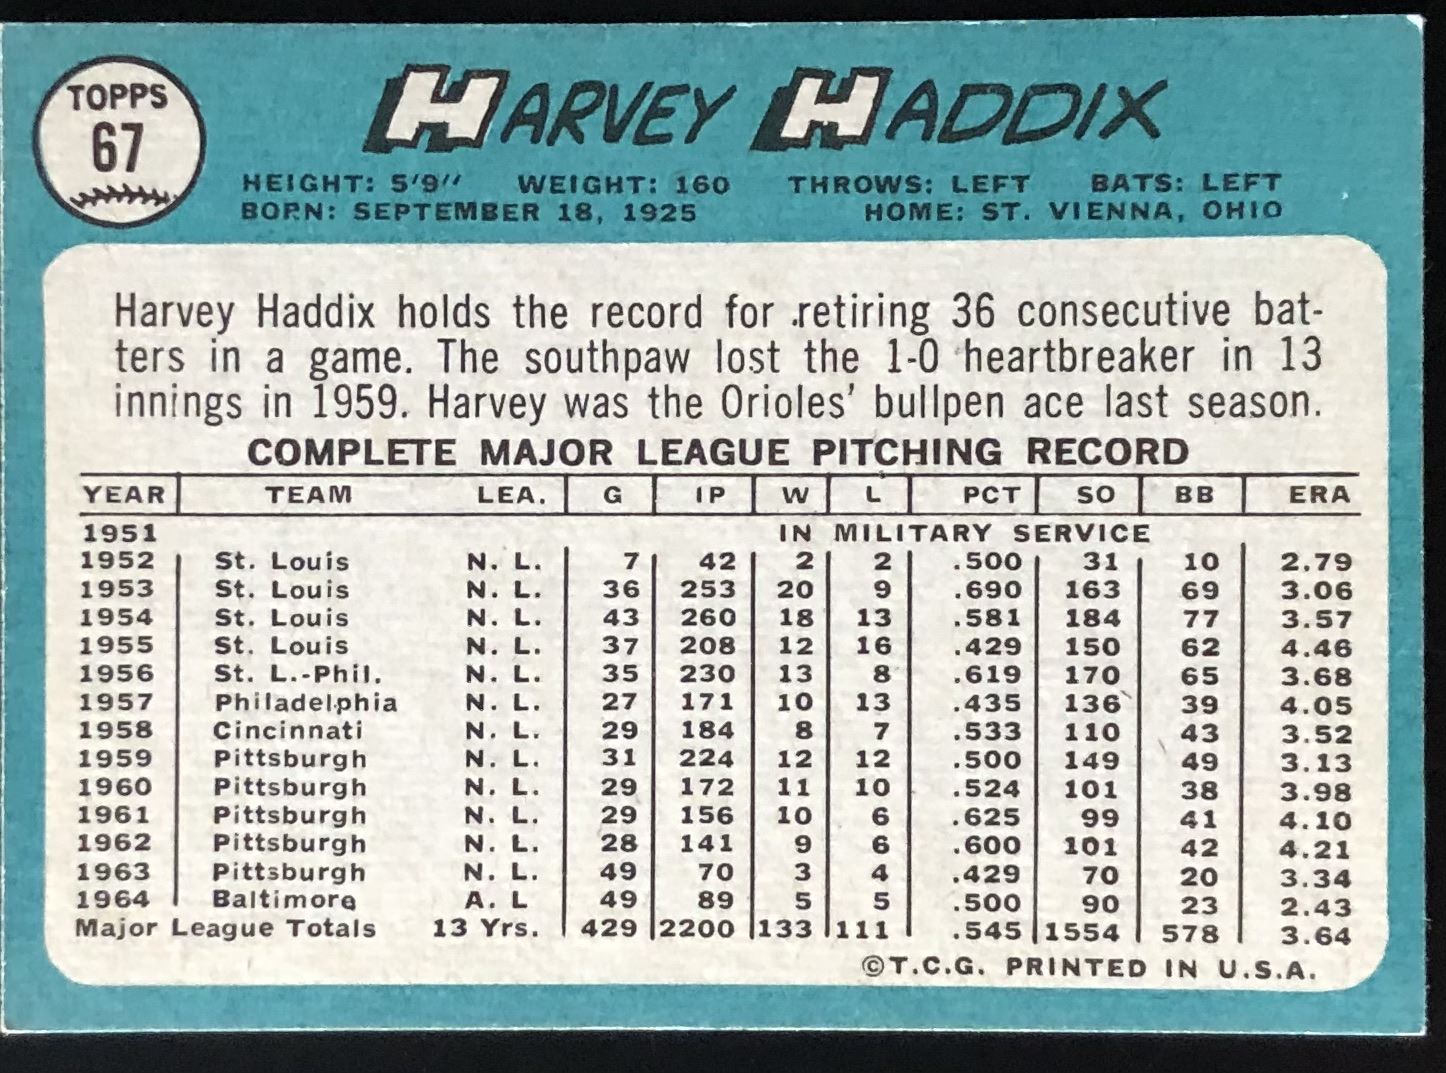 TOPPS
67
HARVEY HADDIX
HEIGHT: 5'9" WEIGHT: 160 THROWS: LEFT BATS: LEFT
BORN: SEPTEMBER 18, 1925 HOME: ST. VIENNA, OHIO
Harvey Haddix holds the record for retiring 36 consecutive bat-
ters in a game. The southpaw lost the 1-0 heartbreaker in 13
innings in 1959. Harvey was the Orioles' bullpen ace last season.
COMPLETE MAJOR LEAGUE PITCHING RECORD
YEAR TEAM LEA. G IP W L PCT SO BB ERA
1951 IN MILITARY SERVICE
1952 St. Louis N. L. 7 42 2 2 .500 31 10 2.79
1953 St. Louis N. L. 36 253 20 9 .690 163 69 3.06
1954 St. Louis N. L. 43 260 18 13 .581 184 77 3.57
1955 St. Louis N. L. 37 208 12 16 .429 150 62 4.46
1956 St. L.-Phil. N. L. 35 230 13 8 .619 170 65 3.68
1957 Philadelphia N. L. 27 171 10 13 .435 136 39 4.05
1958 Cincinnati N. L. 29 184 8 7 .533 110 43 3.52
1959 Pittsburgh N. L. 31 224 12 12 .500 149 49 3.13
1960 Pittsburgh N. L. 29 172 11 10 .524 101 38 3.98
1961 Pittsburgh N. L. 29 156 10 6 .625 99 41 4.10
1962 Pittsburgh N. L. 28 141 9 6 .600 101 42 4.21
1963 Pittsburgh N. L. 49 70 3 4 .429 70 20 3.34
1964 Baltimore A. L 49 89 5 5 .500 90 23 2.43
Major League Totals 13 Yrs. 429 2200 133 111 .545 1554 578 3.64
©T.C.G. PRINTED IN U.S.A.